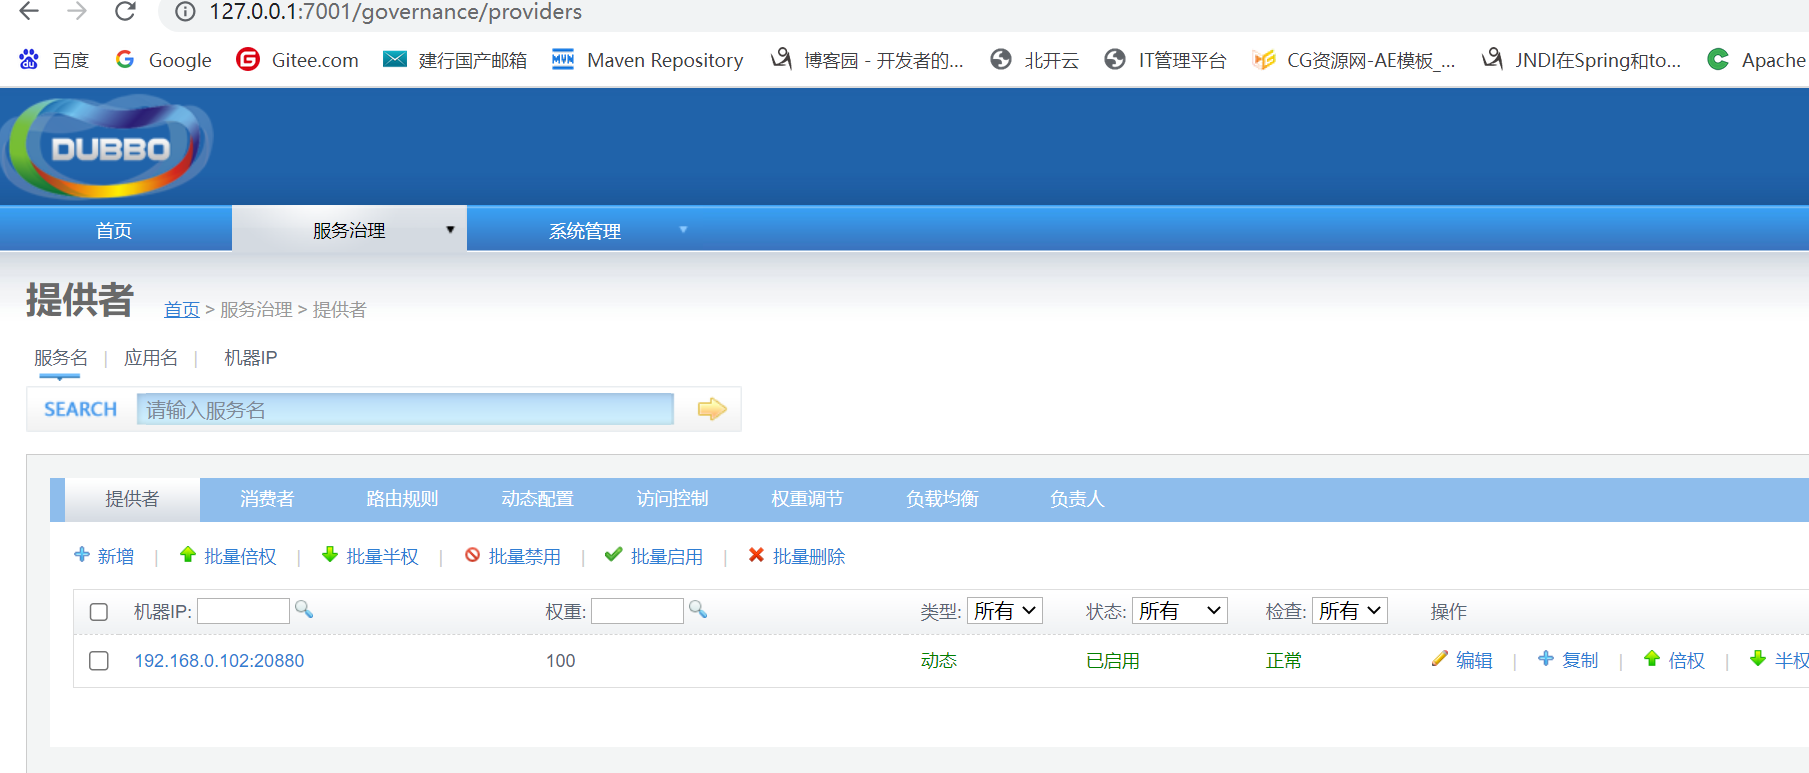 127.0.0.1:7001/governance/providers
百度 Google Gitee.com 建行国产邮箱 Maven Repository 博客园 - 开发者的... 北开云 IT管理平台 CG资源网-AE模板_... JNDI在Spring和to... Apache
DUBBO
首页 服务治理 系统管理
提供者 首页 > 服务治理 > 提供者
服务名 | 应用名 | 机器IP
SEARCH 请输入服务名
提供者 消费者 路由规则 动态配置 访问控制 权重调节 负载均衡 负责人
新增 | 批量倍权 | 批量半权 | 批量禁用 | 批量启用 | 批量删除
机器IP: 权重: 类型: 所有 状态: 所有 检查: 所有 操作
192.168.0.102:20880 100 动态 已启用 正常 编辑 | 复制 | 倍权 | 半权